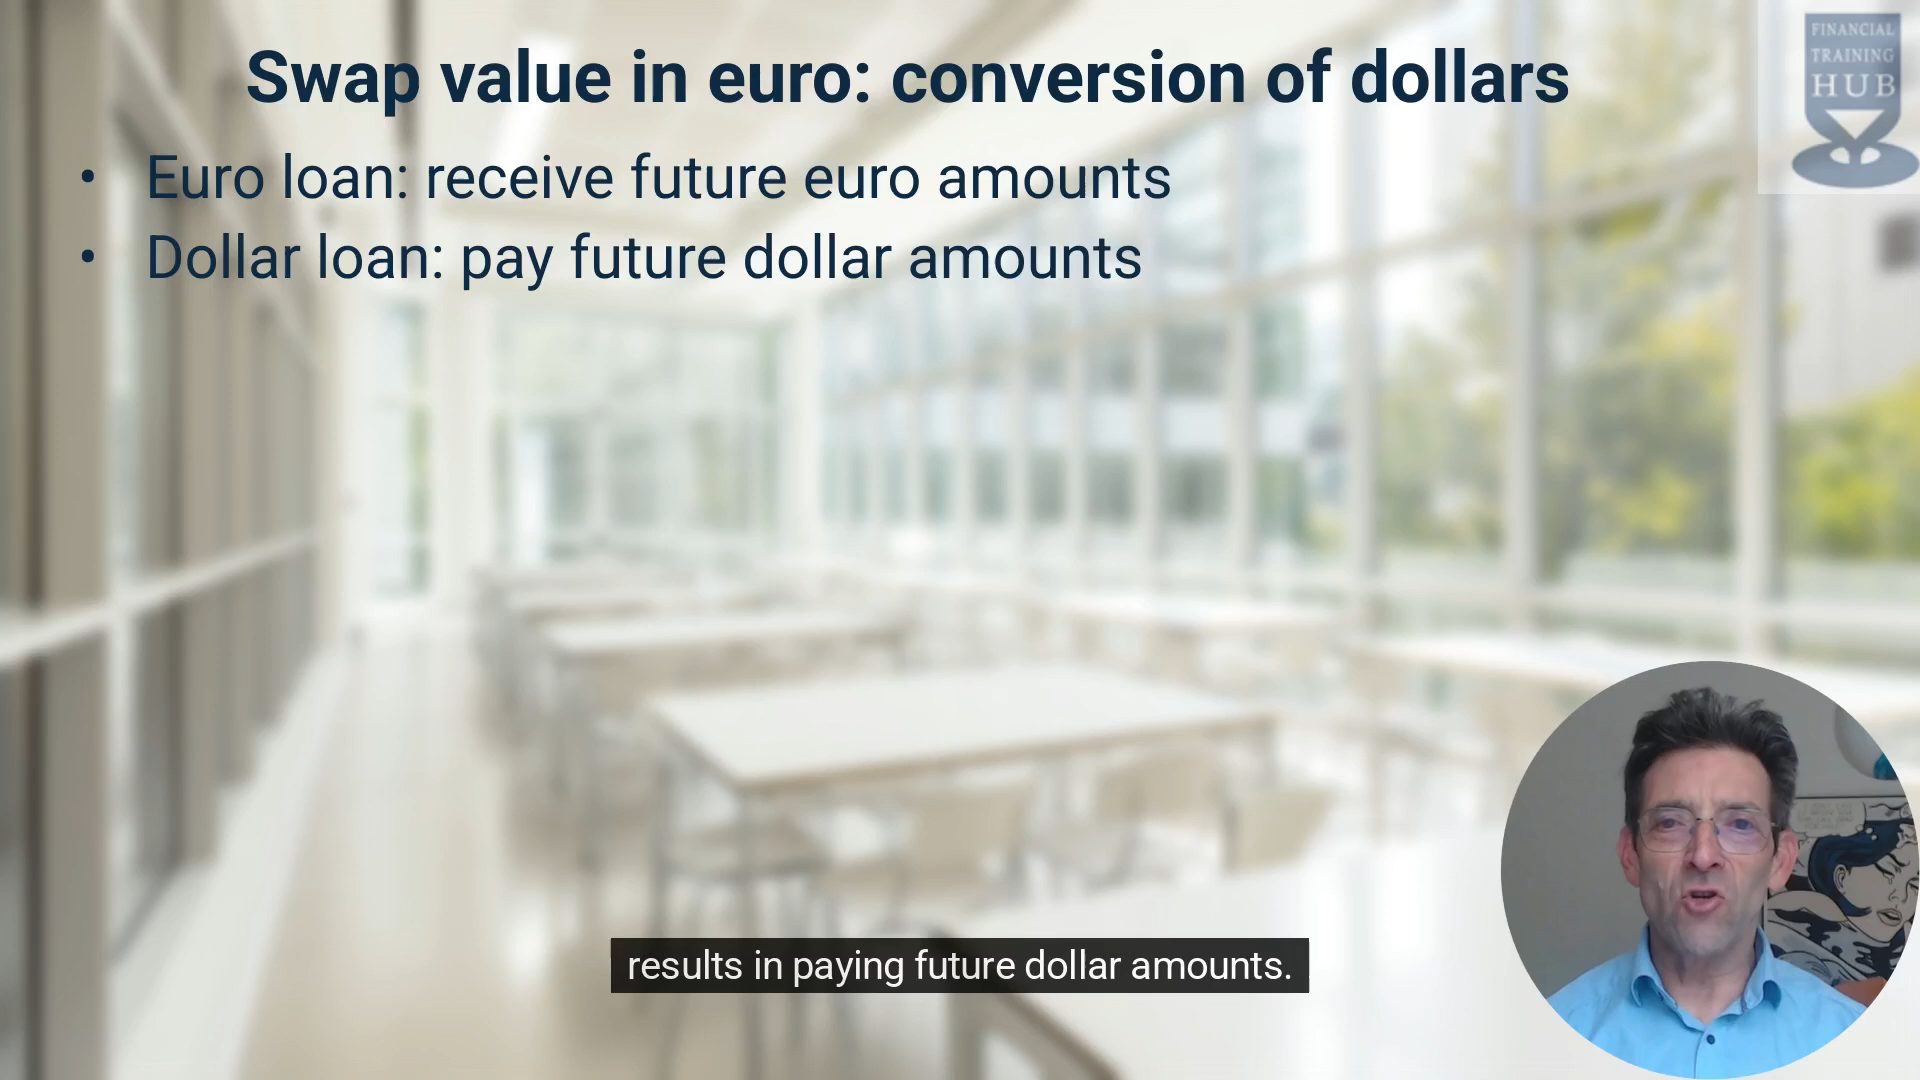 Swap value in euro: conversion of dollars
FINANCIAL
TRAINING
HUB
• Euro loan: receive future euro amounts
• Dollar loan: pay future dollar amounts
results in paying future dollar amounts.